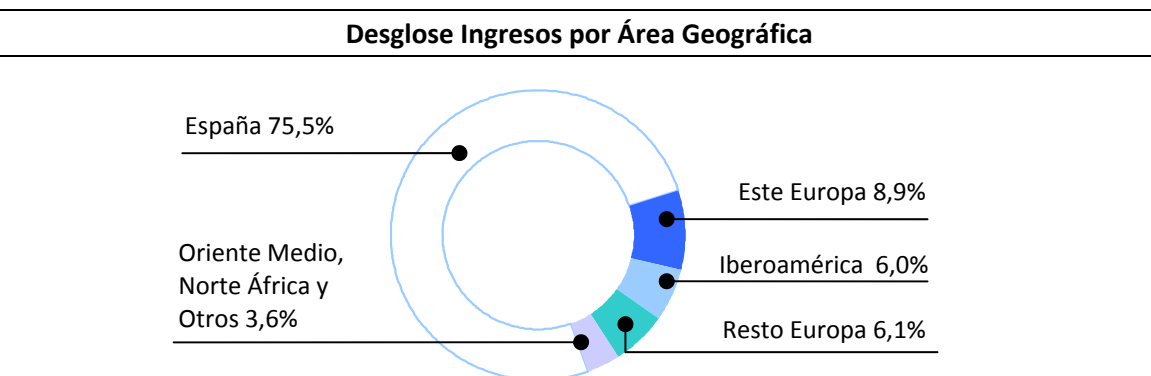 Desglose Ingresos por Área Geográfica
España 75,5%
Este Europa 8,9%
Oriente Medio,
Norte África y
Otros 3,6%
Iberoamérica 6,0%
Resto Europa 6,1%